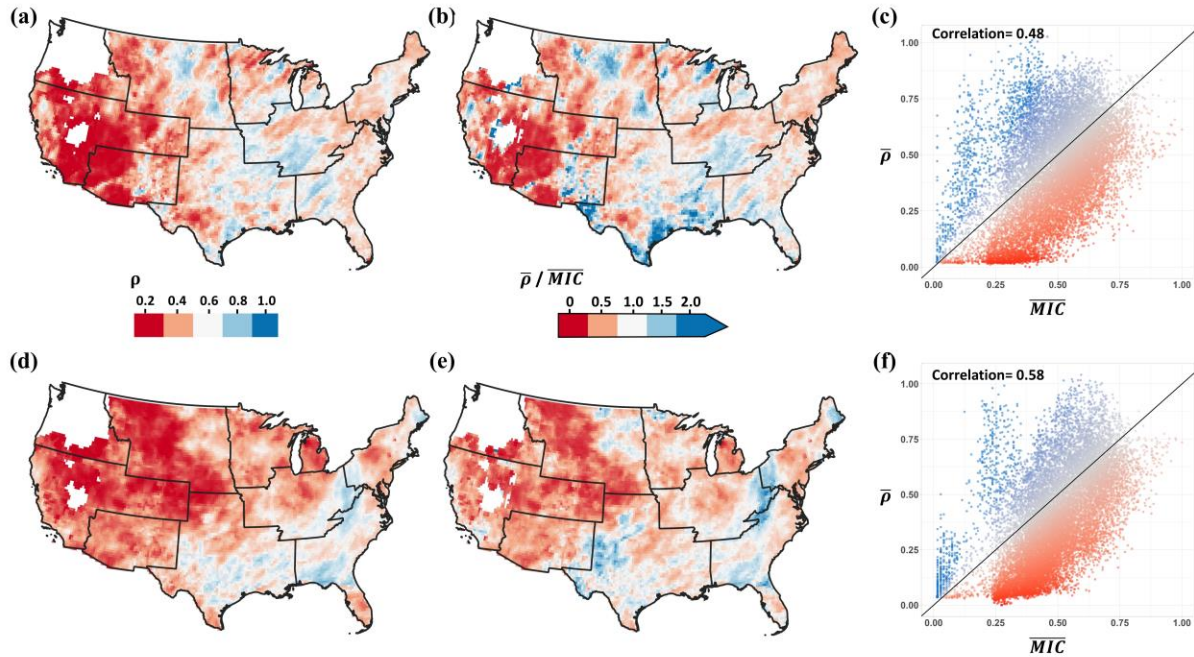 (a)
(b)
(c)
Correlation= 0.48
1.00
0.75
ρ̄
0.50
0.25
0.00
0.00 0.25 0.50 0.75 1.00
M̅I̅C̅
ρ
0.2 0.4 0.6 0.8 1.0
ρ̄ / M̅I̅C̅
0 0.5 1.0 1.5 2.0
(d)
(e)
(f)
Correlation= 0.58
1.00
0.75
ρ̄
0.50
0.25
0.00
0.00 0.25 0.50 0.75 1.00
M̅I̅C̅